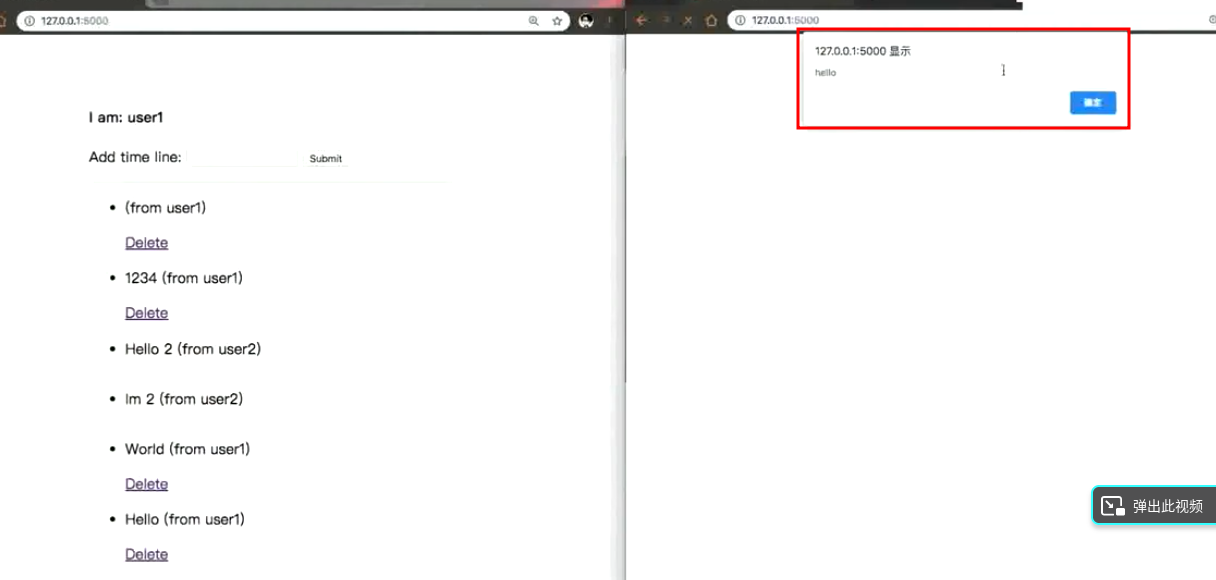 127.0.0.1:5000
I am: user1
Add time line:
Submit
(from user1)
Delete
1234 (from user1)
Delete
Hello 2 (from user2)
Im 2 (from user2)
World (from user1)
Delete
Hello (from user1)
Delete
127.0.0.1:5000
127.0.0.1:5000 显示
hello
确定
弹出此视频